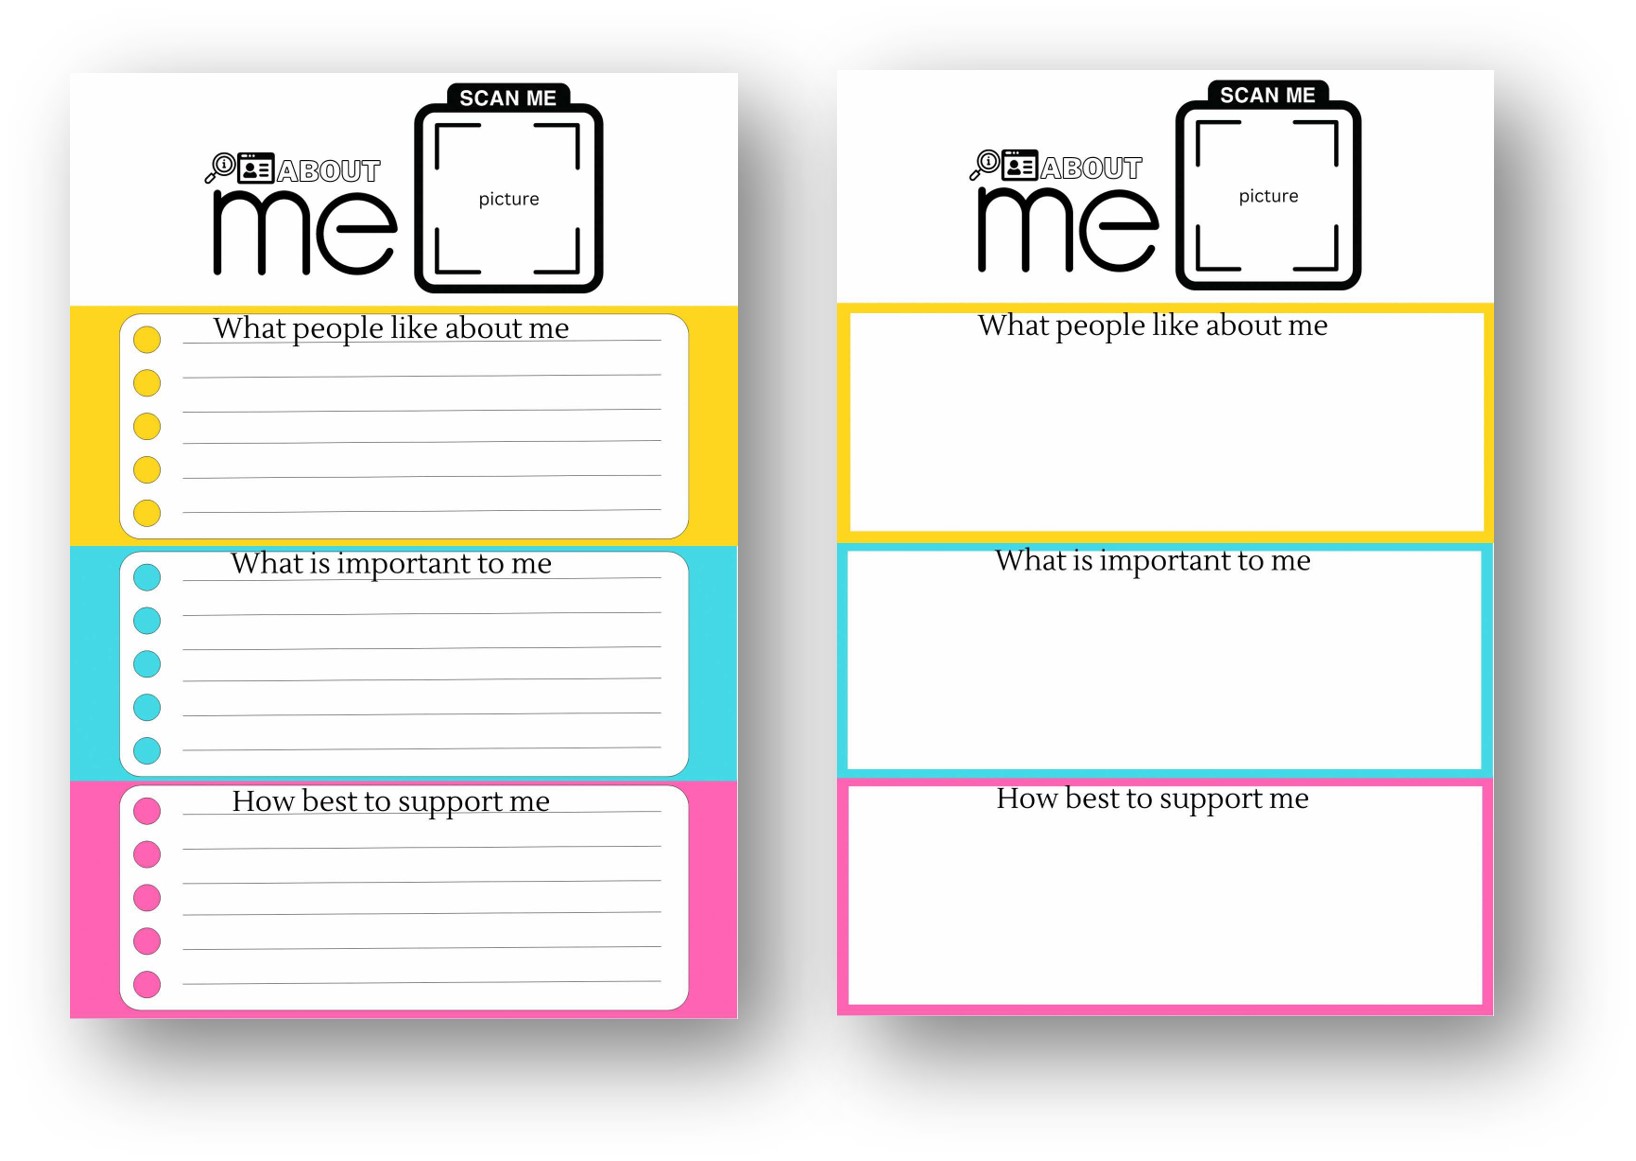 SCAN ME
ABOUT
me
picture
What people like about me
What is important to me
How best to support me
SCAN ME
ABOUT
me
picture
What people like about me
What is important to me
How best to support me